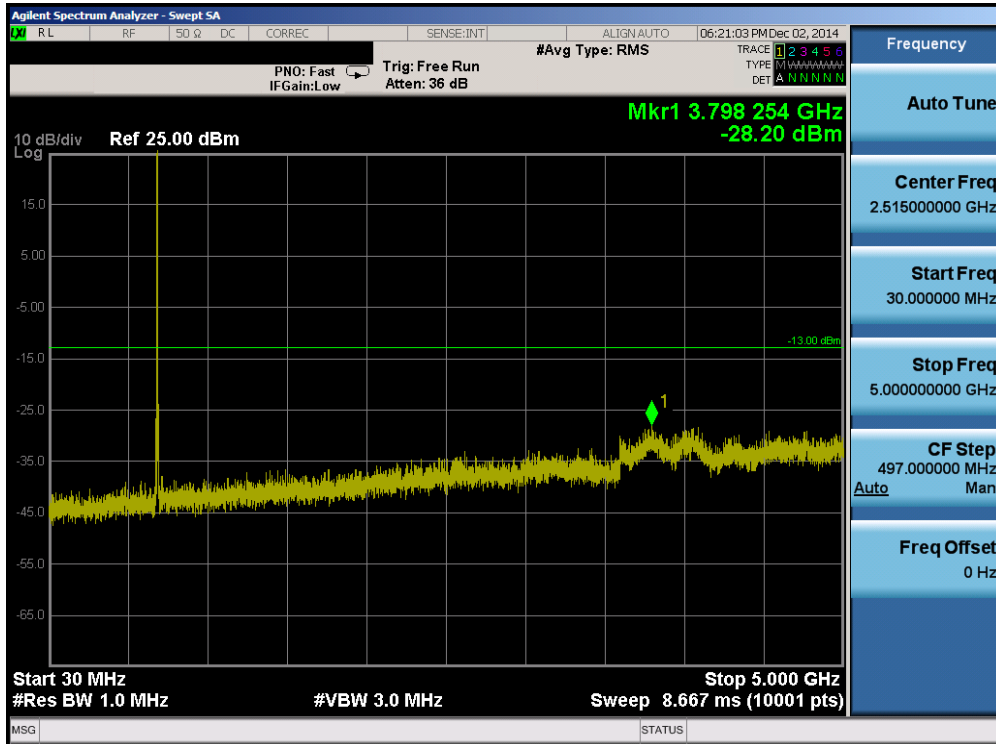 Agilent Spectrum Analyzer - Swept SA
LXI RL RF 50 Ω DC CORREC SENSE:INT ALIGN AUTO 06:21:03 PM Dec 02, 2014
#Avg Type: RMS TRACE 1 2 3 4 5 6
PNO: Fast Trig: Free Run TYPE M WWWWW
IFGain:Low Atten: 36 dB DET A N N N N N
Mkr1 3.798 254 GHz
-28.20 dBm
10 dB/div Ref 25.00 dBm
Log
15.0
5.00
-5.00
-13.00 dBm
-15.0
1
-25.0
-35.0
-45.0
-55.0
-65.0
Start 30 MHz Stop 5.000 GHz
#Res BW 1.0 MHz #VBW 3.0 MHz Sweep 8.667 ms (10001 pts)
MSG STATUS
Frequency
Auto Tune
Center Freq
2.515000000 GHz
Start Freq
30.000000 MHz
Stop Freq
5.000000000 GHz
CF Step
497.000000 MHz
Auto Man
Freq Offset
0 Hz